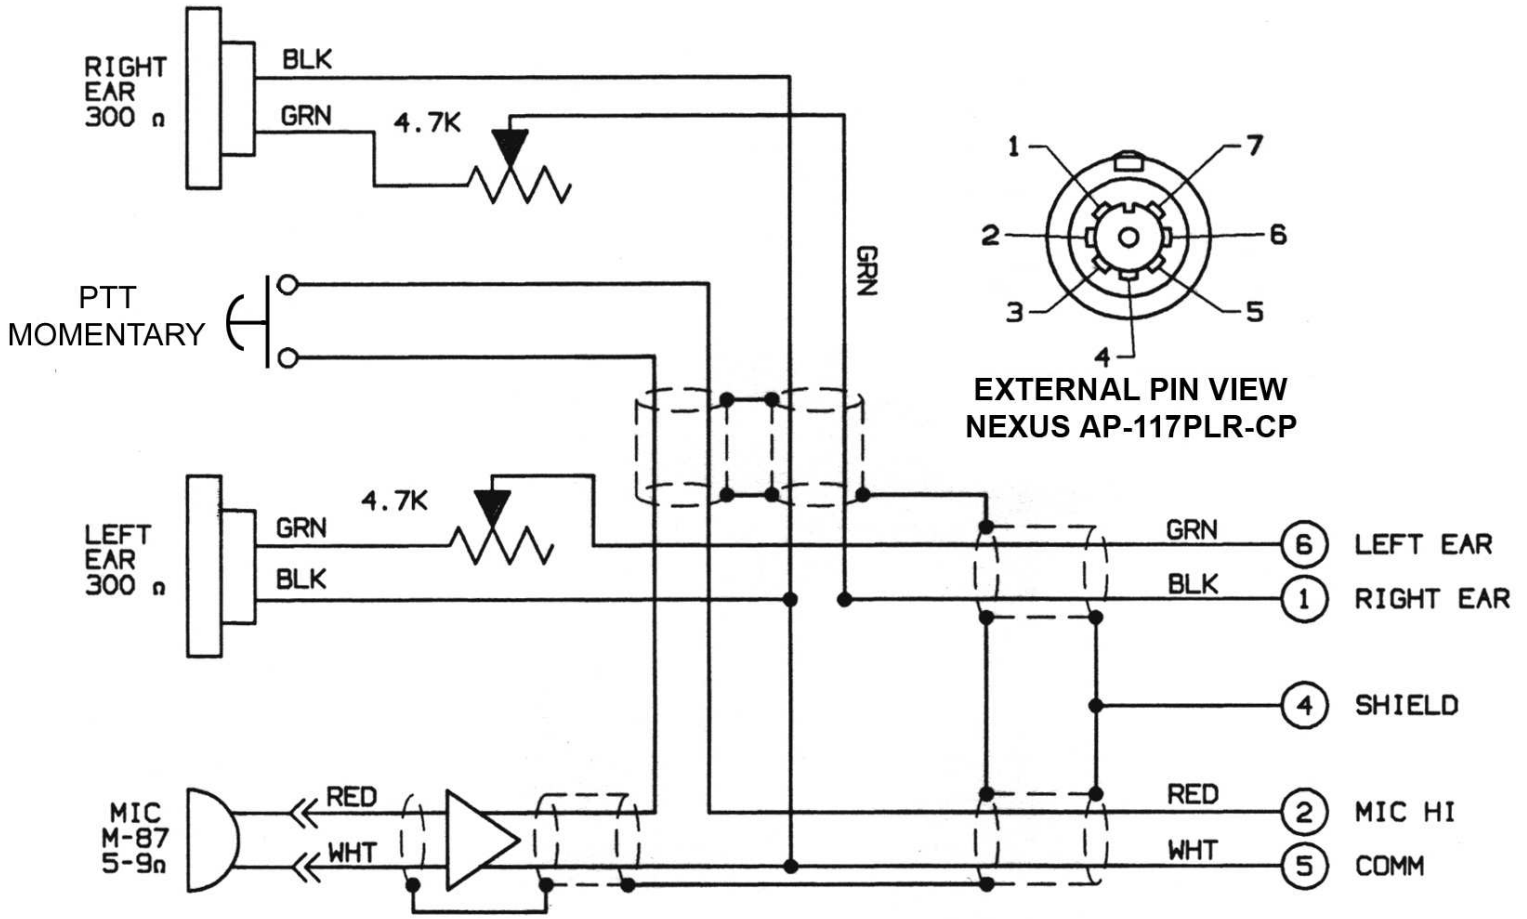 RIGHT
EAR
300 Ω
BLK
GRN
4.7K
GRN
PTT
MOMENTARY
1
2
3
4
5
6
7
EXTERNAL PIN VIEW
NEXUS AP-117PLR-CP
LEFT
EAR
300 Ω
GRN
BLK
4.7K
GRN
6 LEFT EAR
BLK
1 RIGHT EAR
4 SHIELD
MIC
M-87
5-9Ω
RED
WHT
RED
2 MIC HI
WHT
5 COMM